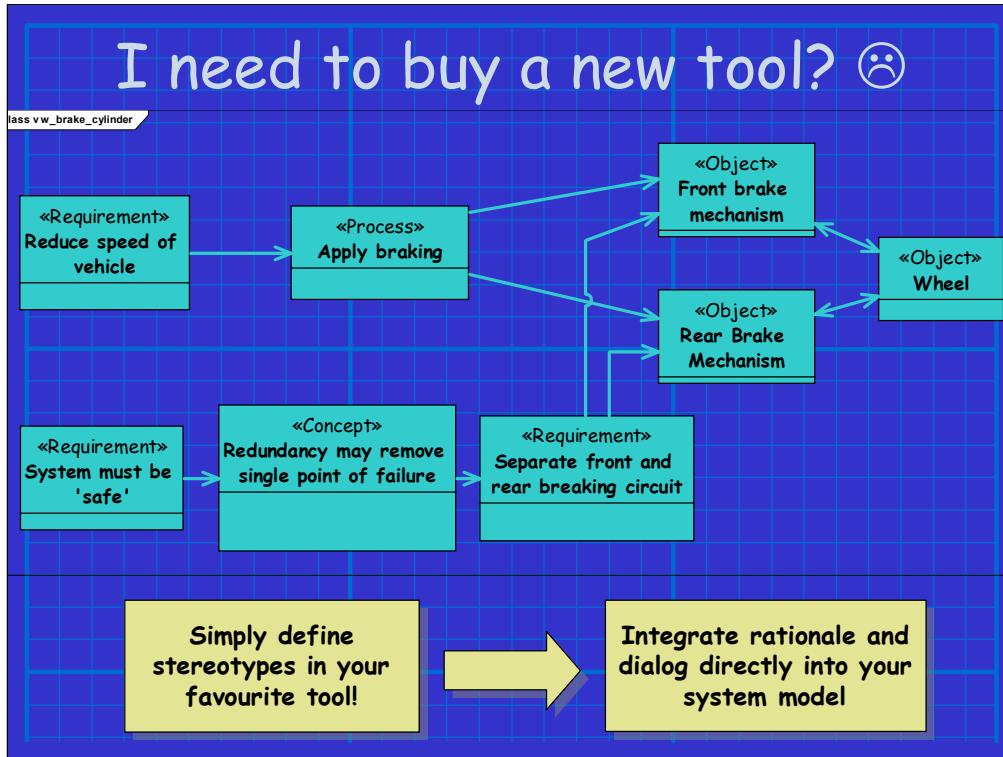 I need to buy a new tool? ☹
lass vw_brake_cylinder
«Requirement»
Reduce speed of
vehicle
«Process»
Apply braking
«Object»
Front brake
mechanism
«Object»
Wheel
«Object»
Rear Brake
Mechanism
«Requirement»
System must be
'safe'
«Concept»
Redundancy may remove
single point of failure
«Requirement»
Separate front and
rear breaking circuit
Simply define
stereotypes in your
favourite tool!
Integrate rationale and
dialog directly into your
system model